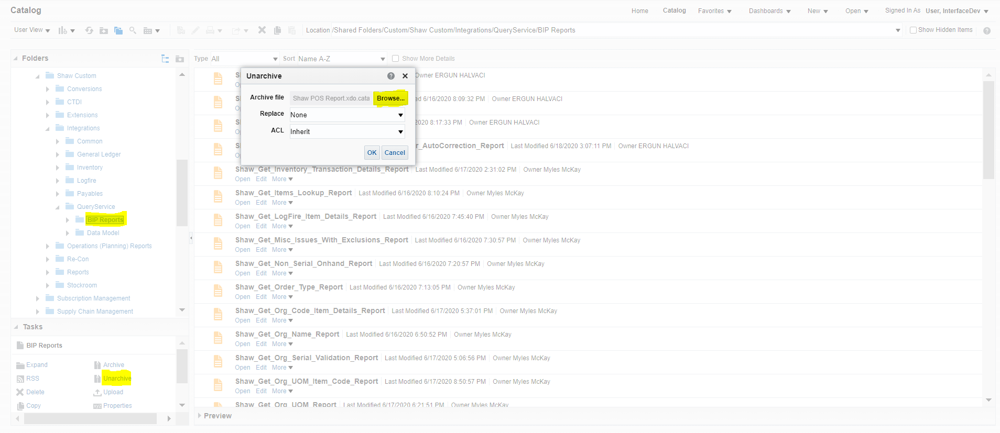 Catalog
Home Catalog Favorites Dashboards New Open Signed In As User, InterfaceDev
User View
Location /Shared Folders/Custom/Shaw Custom/Integrations/QueryService/BIP Reports
Show Hidden Items
Folders
Shaw Custom
Conversions
CTDI
Extensions
Integrations
Common
General Ledger
Inventory
Logfire
Payables
QueryService
BIP Reports
Data Model
Operations (Planning) Reports
Re-Con
Reports
Stockroom
Subscription Management
Supply Chain Management
Tasks
BIP Reports
Expand Archive
RSS Unarchive
Delete Upload
Copy xyz Properties
Type All Sort Name A-Z Show More Details
Unarchive
Archive file Shaw POS Report.xdo.cata Browse...
Replace None
ACL Inherit
OK Cancel
Owner ERGUN HALVACI
6/16/2020 8:09:32 PM Owner ERGUN HALVACI
8:17:33 PM Owner ERGUN HALVACI
_AutoCorrection_Report Last Modified 6/18/2020 3:07:11 PM Owner ERGUN HALVACI
Shaw_Get_Inventory_Transaction_Details_Report Last Modified 6/17/2020 2:31:02 PM Owner Myles McKay
Open Edit More
Shaw_Get_Items_Lookup_Report Last Modified 6/16/2020 8:10:24 PM Owner Myles McKay
Open Edit More
Shaw_Get_LogFire_Item_Details_Report Last Modified 6/16/2020 7:45:40 PM Owner Myles McKay
Open Edit More
Shaw_Get_Misc_Issues_With_Exclusions_Report Last Modified 6/16/2020 7:30:57 PM Owner Myles McKay
Open Edit More
Shaw_Get_Non_Serial_Onhand_Report Last Modified 6/16/2020 7:20:57 PM Owner Myles McKay
Open Edit More
Shaw_Get_Order_Type_Report Last Modified 6/16/2020 7:13:05 PM Owner Myles McKay
Open Edit More
Shaw_Get_Org_Code_Item_Details_Report Last Modified 6/17/2020 5:37:01 PM Owner Myles McKay
Open Edit More
Shaw_Get_Org_Name_Report Last Modified 6/16/2020 6:50:52 PM Owner Myles McKay
Open Edit More
Shaw_Get_Org_Serial_Validation_Report Last Modified 6/17/2020 5:06:56 PM Owner Myles McKay
Open Edit More
Shaw_Get_Org_UOM_Item_Code_Report Last Modified 6/17/2020 8:50:57 PM Owner Myles McKay
Open Edit More
Shaw_Get_Org_UOM_Report Last Modified 6/17/2020 6:21:51 PM Owner Myles McKay
Preview